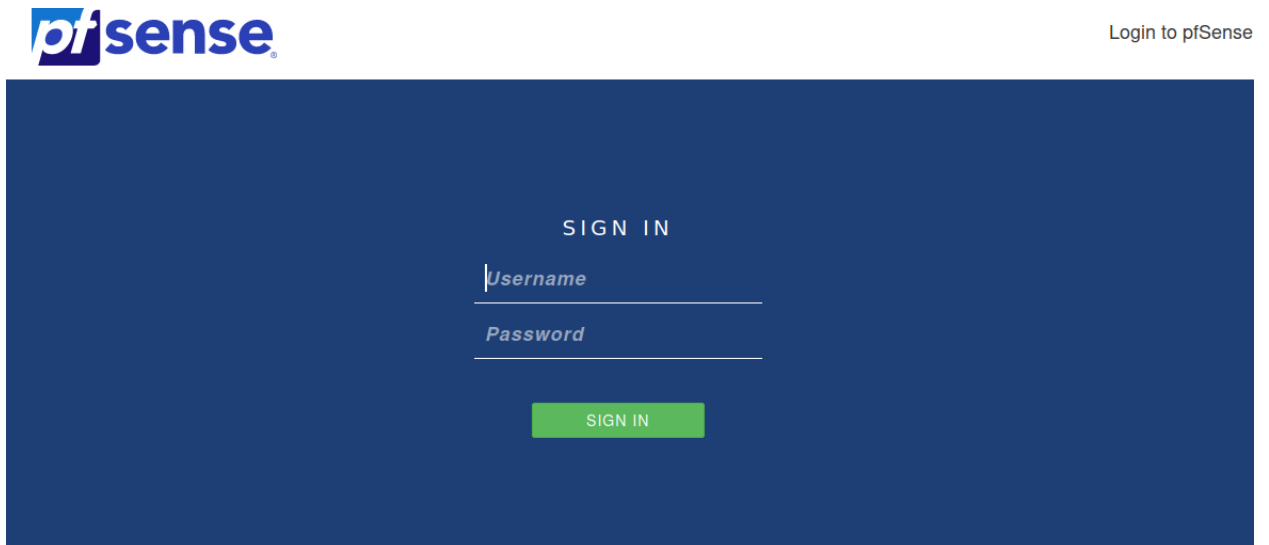 pfsense®
Login to pfSense
SIGN IN
Username
Password
SIGN IN